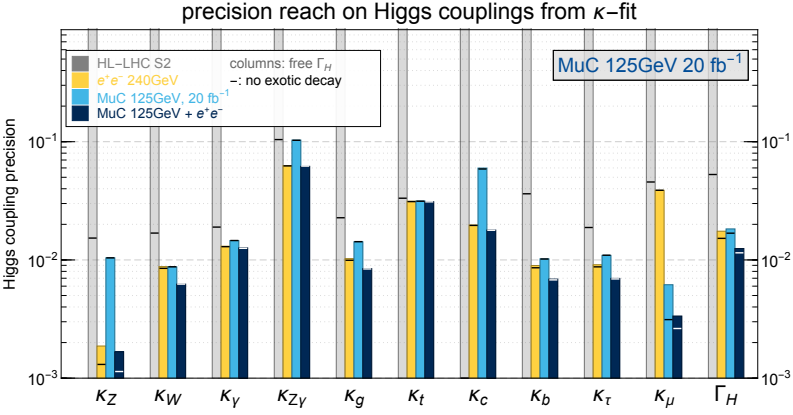 precision reach on Higgs couplings from κ−fit
HL−LHC S2
e⁺e⁻ 240GeV
MuC 125GeV, 20 fb⁻¹
MuC 125GeV + e⁺e⁻
columns: free Γ_H
−: no exotic decay
MuC 125GeV 20 fb⁻¹
Higgs coupling precision
10⁻¹ 10⁻¹
10⁻² 10⁻²
10⁻³ 10⁻³
κ_Z κ_W κ_γ κ_Zγ κ_g κ_t κ_c κ_b κ_τ κ_μ Γ_H